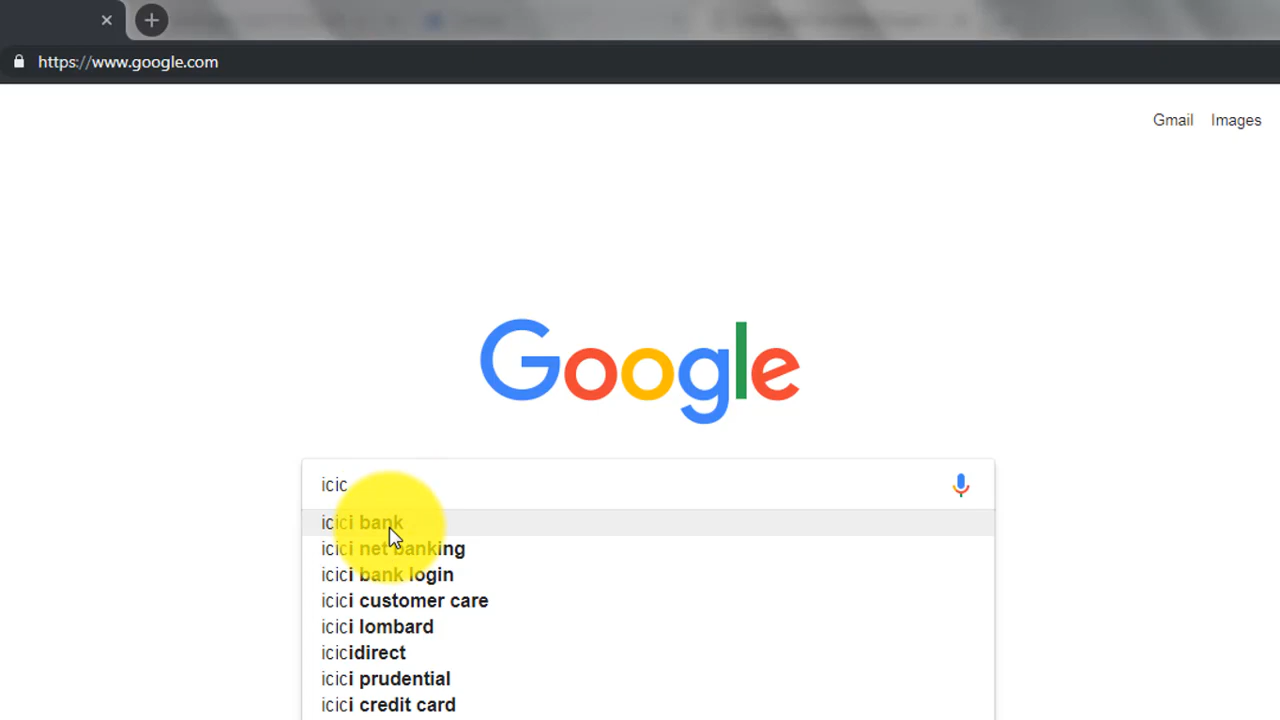 https://www.google.com
Gmail Images
Google
icic
icici bank
icici net banking
icici bank login
icici customer care
icici lombard
icicidirect
icici prudential
icici credit card